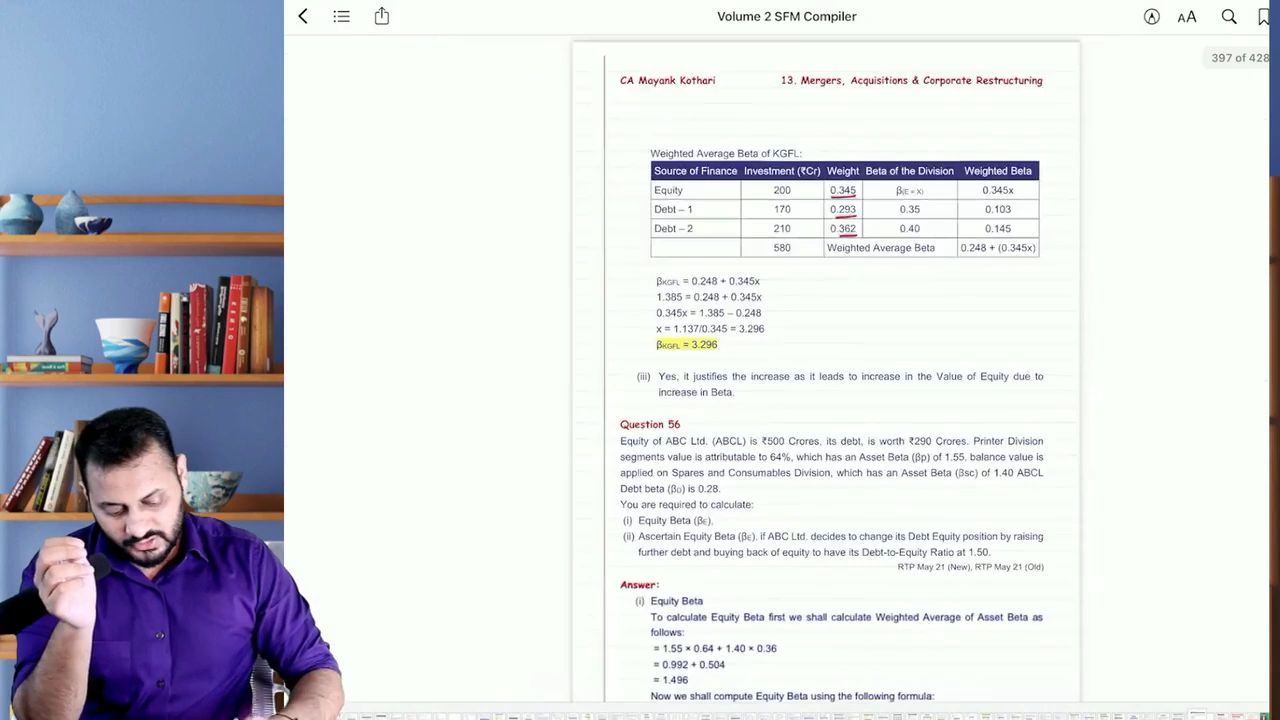 Volume 2 SFM Compiler
AA
397 of 428
CA Mayank Kothari 13. Mergers, Acquisitions & Corporate Restructuring
Weighted Average Beta of KGFL:
Source of Finance Investment (₹Cr) Weight Beta of the Division Weighted Beta
Equity 200 0.345 β(E = X) 0.345x
Debt – 1 170 0.293 0.35 0.103
Debt – 2 210 0.362 0.40 0.145
580 Weighted Average Beta 0.248 + (0.345x)
βKGFL = 0.248 + 0.345x
1.385 = 0.248 + 0.345x
0.345x = 1.385 – 0.248
x = 1.137/0.345 = 3.296
βKGFL = 3.296
(iii) Yes, it justifies the increase as it leads to increase in the Value of Equity due to
increase in Beta.
Question 56
Equity of ABC Ltd. (ABCL) is ₹500 Crores, its debt, is worth ₹290 Crores. Printer Division
segments value is attributable to 64%, which has an Asset Beta (βp) of 1.55, balance value is
applied on Spares and Consumables Division, which has an Asset Beta (βsc) of 1.40 ABCL
Debt beta (βD) is 0.28.
You are required to calculate:
(i) Equity Beta (βE),
(ii) Ascertain Equity Beta (βE), if ABC Ltd. decides to change its Debt Equity position by raising
further debt and buying back of equity to have its Debt-to-Equity Ratio at 1.50.
RTP May 21 (New), RTP May 21 (Old)
Answer:
(i) Equity Beta
To calculate Equity Beta first we shall calculate Weighted Average of Asset Beta as
follows:
= 1.55 × 0.64 + 1.40 × 0.36
= 0.992 + 0.504
= 1.496
Now we shall compute Equity Beta using the following formula: